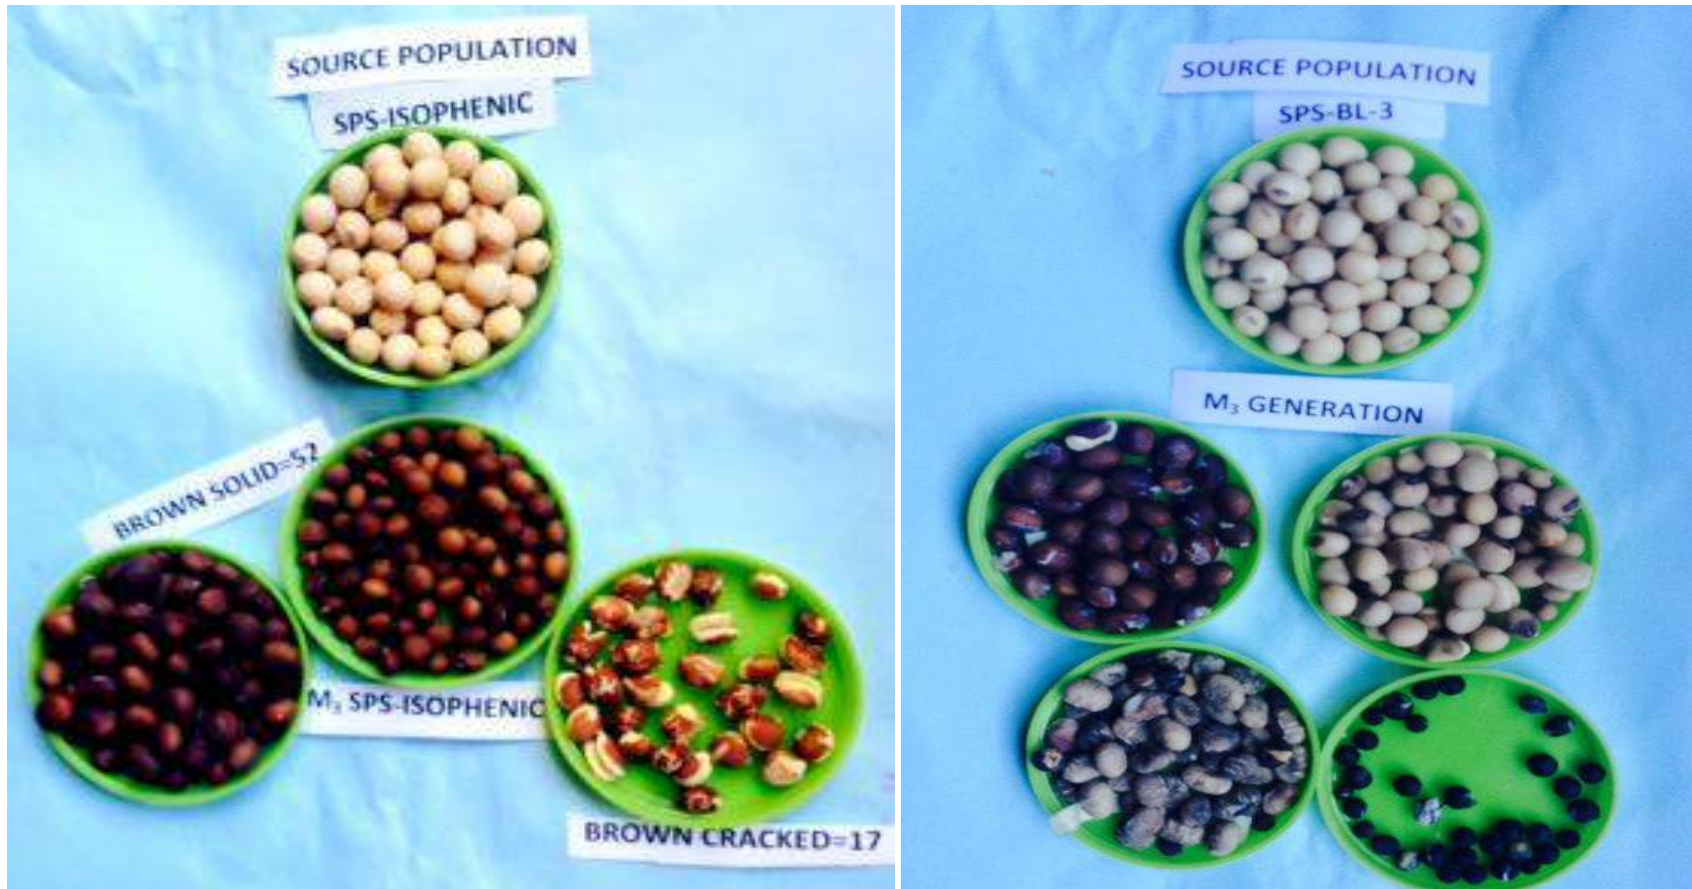 SOURCE POPULATION
SPS-ISOPHENIC
BROWN SOLID=52
M₃ SPS-ISOPHENIC
BROWN CRACKED=17
SOURCE POPULATION
SPS-BL-3
M₃ GENERATION